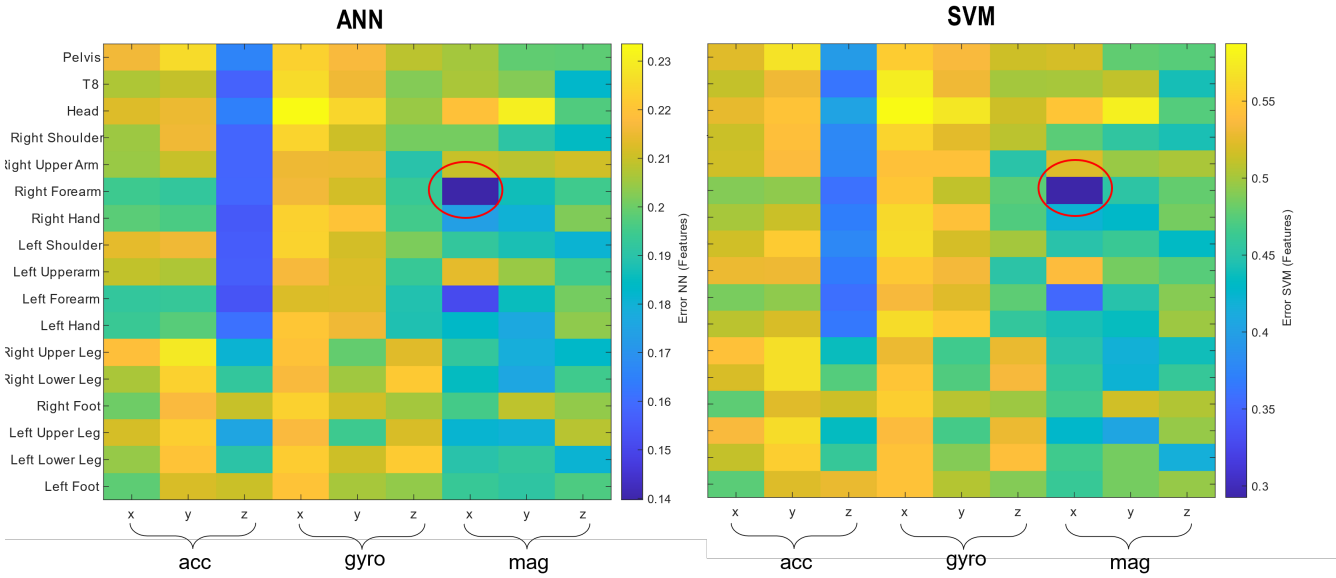 ANN
SVM
Pelvis
T8
Head
Right Shoulder
Right Upper Arm
Right Forearm
Right Hand
Left Shoulder
Left Upperarm
Left Forearm
Left Hand
Right Upper Leg
Right Lower Leg
Right Foot
Left Upper Leg
Left Lower Leg
Left Foot
x y z x y z x y z
acc gyro mag
0.23
0.22
0.21
0.2
0.19
0.18
0.17
0.16
0.15
0.14
Error NN (Features)
x y z x y z x y z
acc gyro mag
0.55
0.5
0.45
0.4
0.35
0.3
Error SVM (Features)